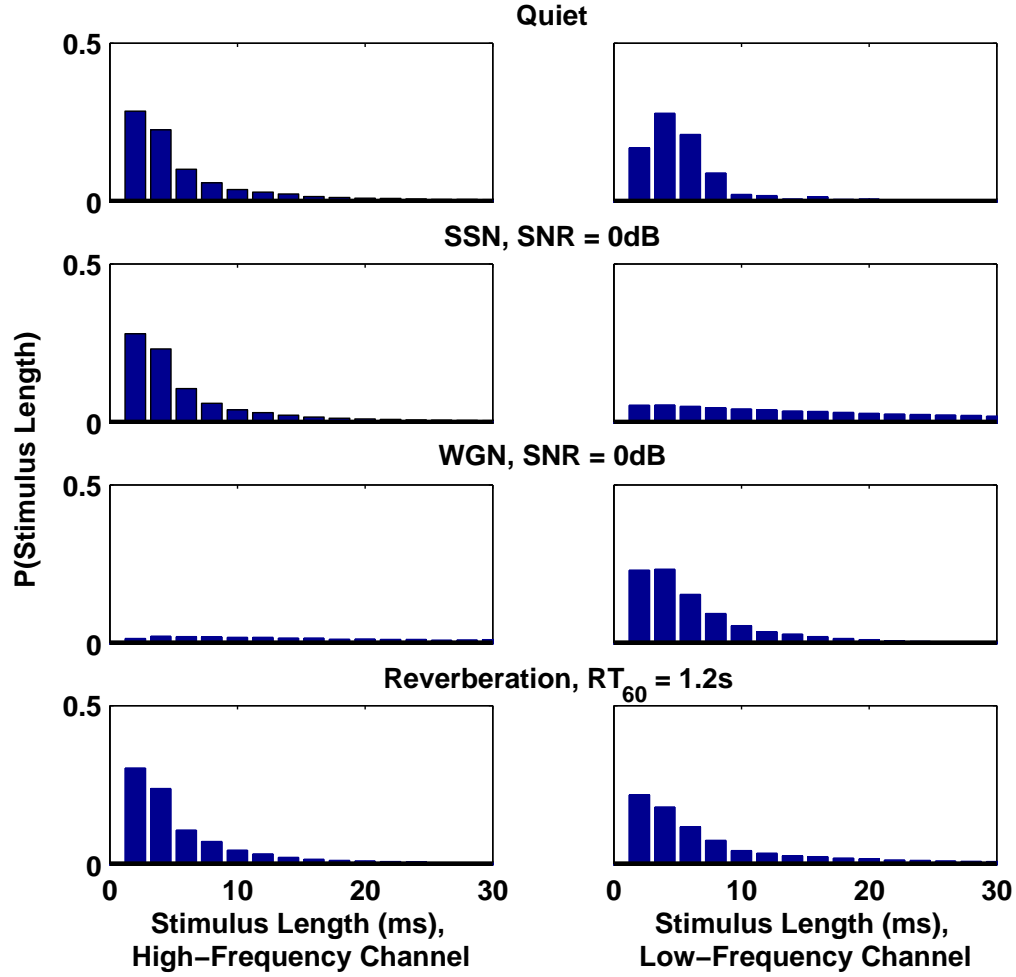 Quiet
0.5
0
SSN, SNR = 0dB
0.5
0
WGN, SNR = 0dB
0.5
0
Reverberation, RT60 = 1.2s
0.5
0
0 10 20 30
0 10 20 30
P(Stimulus Length)
Stimulus Length (ms),
High−Frequency Channel
Stimulus Length (ms),
Low−Frequency Channel